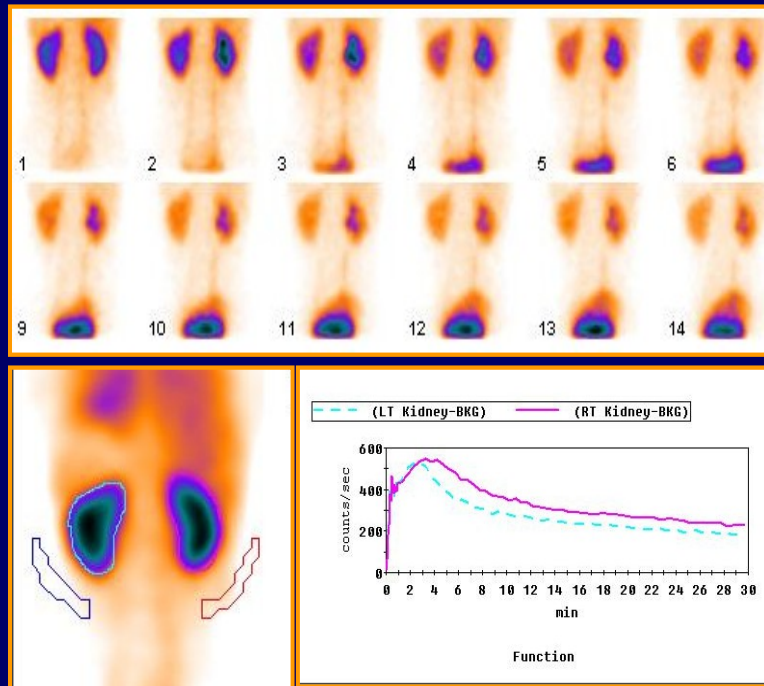 1 2 3 4 5 6
9 10 11 12 13 14
(LT Kidney-BKG) (RT Kidney-BKG)
600
400
200
0
counts/sec
0 2 4 6 8 10 12 14 16 18 20 22 24 26 28 30
min
Function